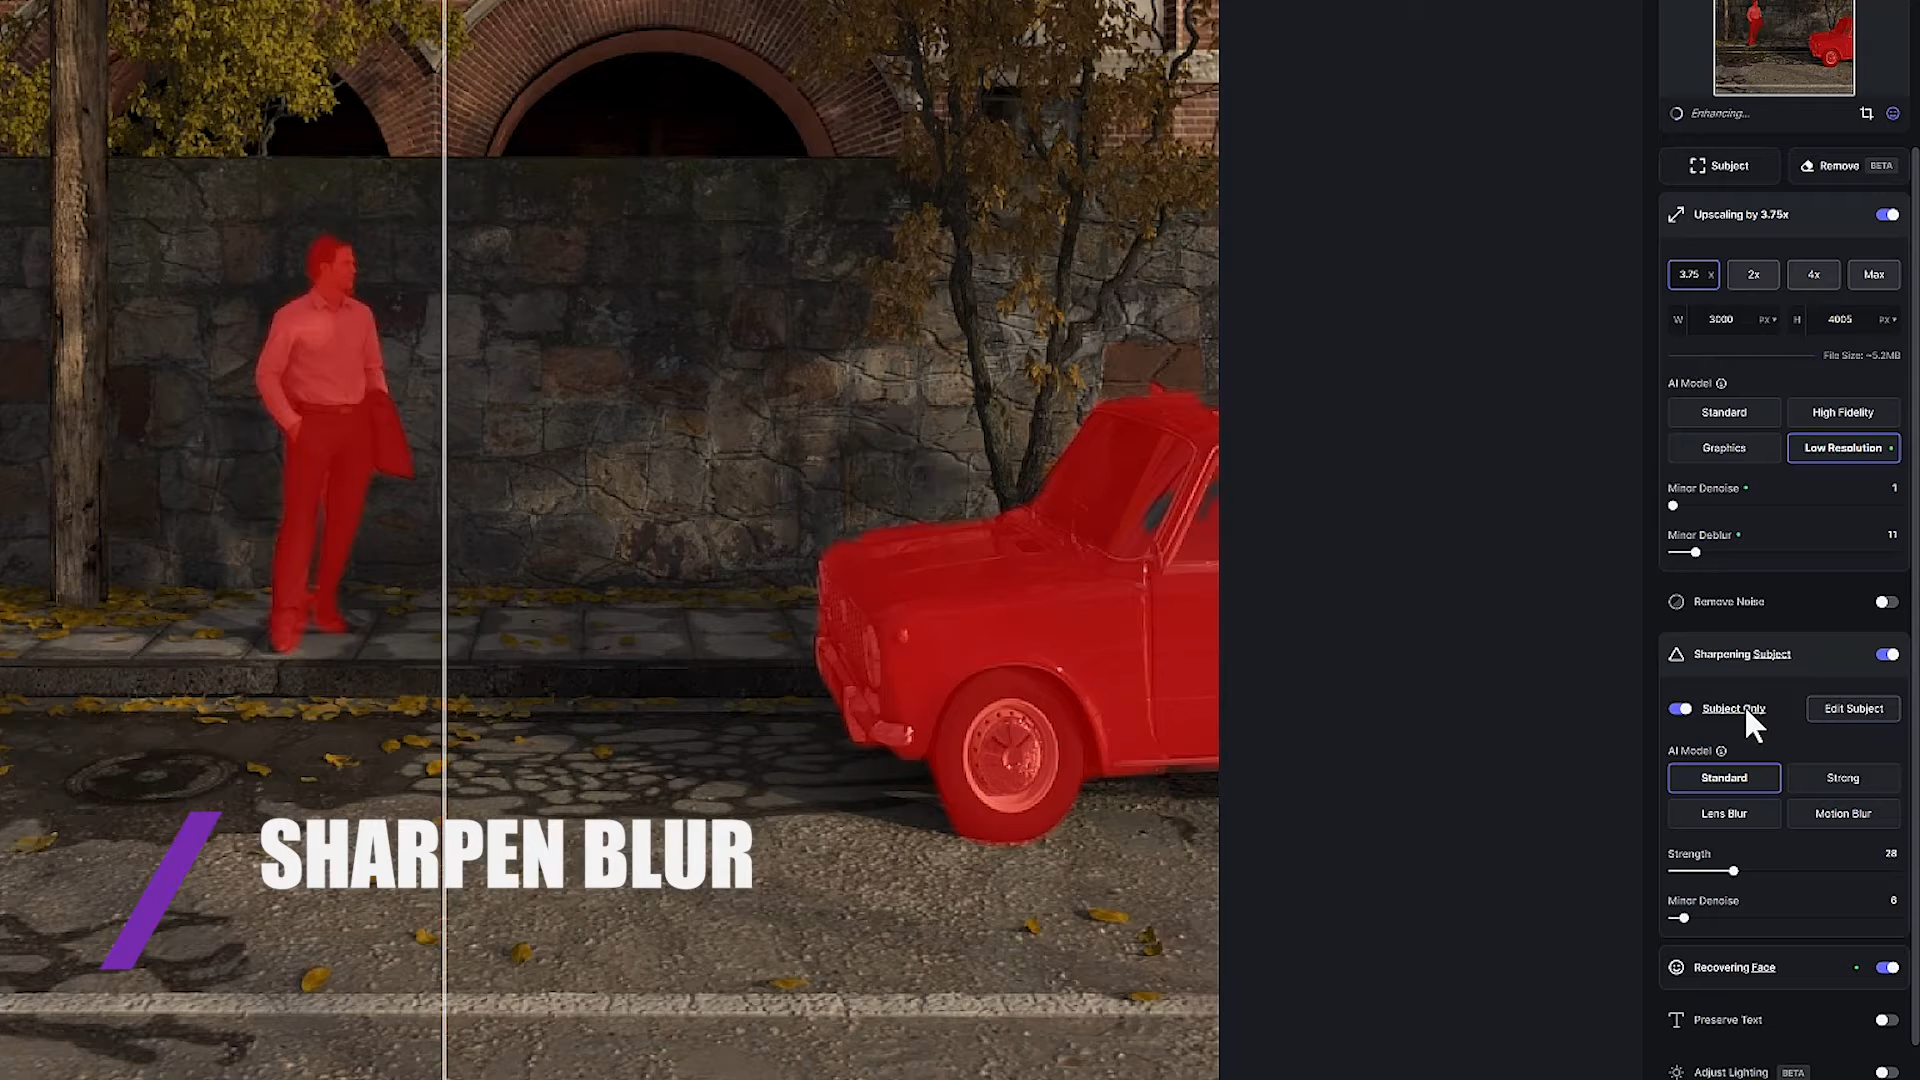 Enhancing...
Subject
Remove BETA
Upscaling by 3.75x
3.75 x 2x 4x Max
W 3000 PX H 4005 PX
File Size: ~5.2MB
AI Model
Standard High Fidelity
Graphics Low Resolution
Minor Denoise 1
Minor Deblur 11
Remove Noise
Sharpening Subject
Subject Only Edit Subject
AI Model
Standard Strong
Lens Blur Motion Blur
Strength 28
Minor Denoise 6
Recovering Face
Preserve Text
Adjust Lighting BETA
SHARPEN BLUR